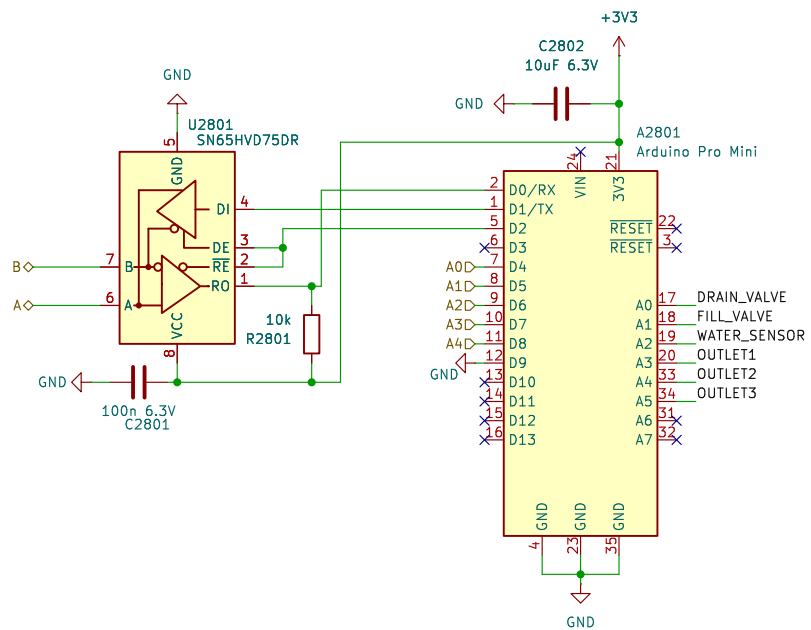 +3V3
C2802
10uF 6.3V
GND
GND
U2801
SN65HVD75DR
A2801
Arduino Pro Mini
5
GND
24
VIN
21
3V3
DI 4
DE 3
RE 2
RO 1
7 B
6 A
VCC
8
B
A
2 D0/RX
1 D1/TX
5 D2
6 D3
7 D4
8 D5
9 D6
10 D7
11 D8
12 D9
13 D10
14 D11
15 D12
16 D13
A0
A1
A2
A3
A4
GND
RESET 22
RESET 3
A0 17 DRAIN_VALVE
A1 18 FILL_VALVE
A2 19 WATER_SENSOR
A3 20 OUTLET1
A4 33 OUTLET2
A5 34 OUTLET3
A6 31
A7 32
10k
R2801
GND
100n 6.3V
C2801
GND
GND
GND
4
23
35
GND